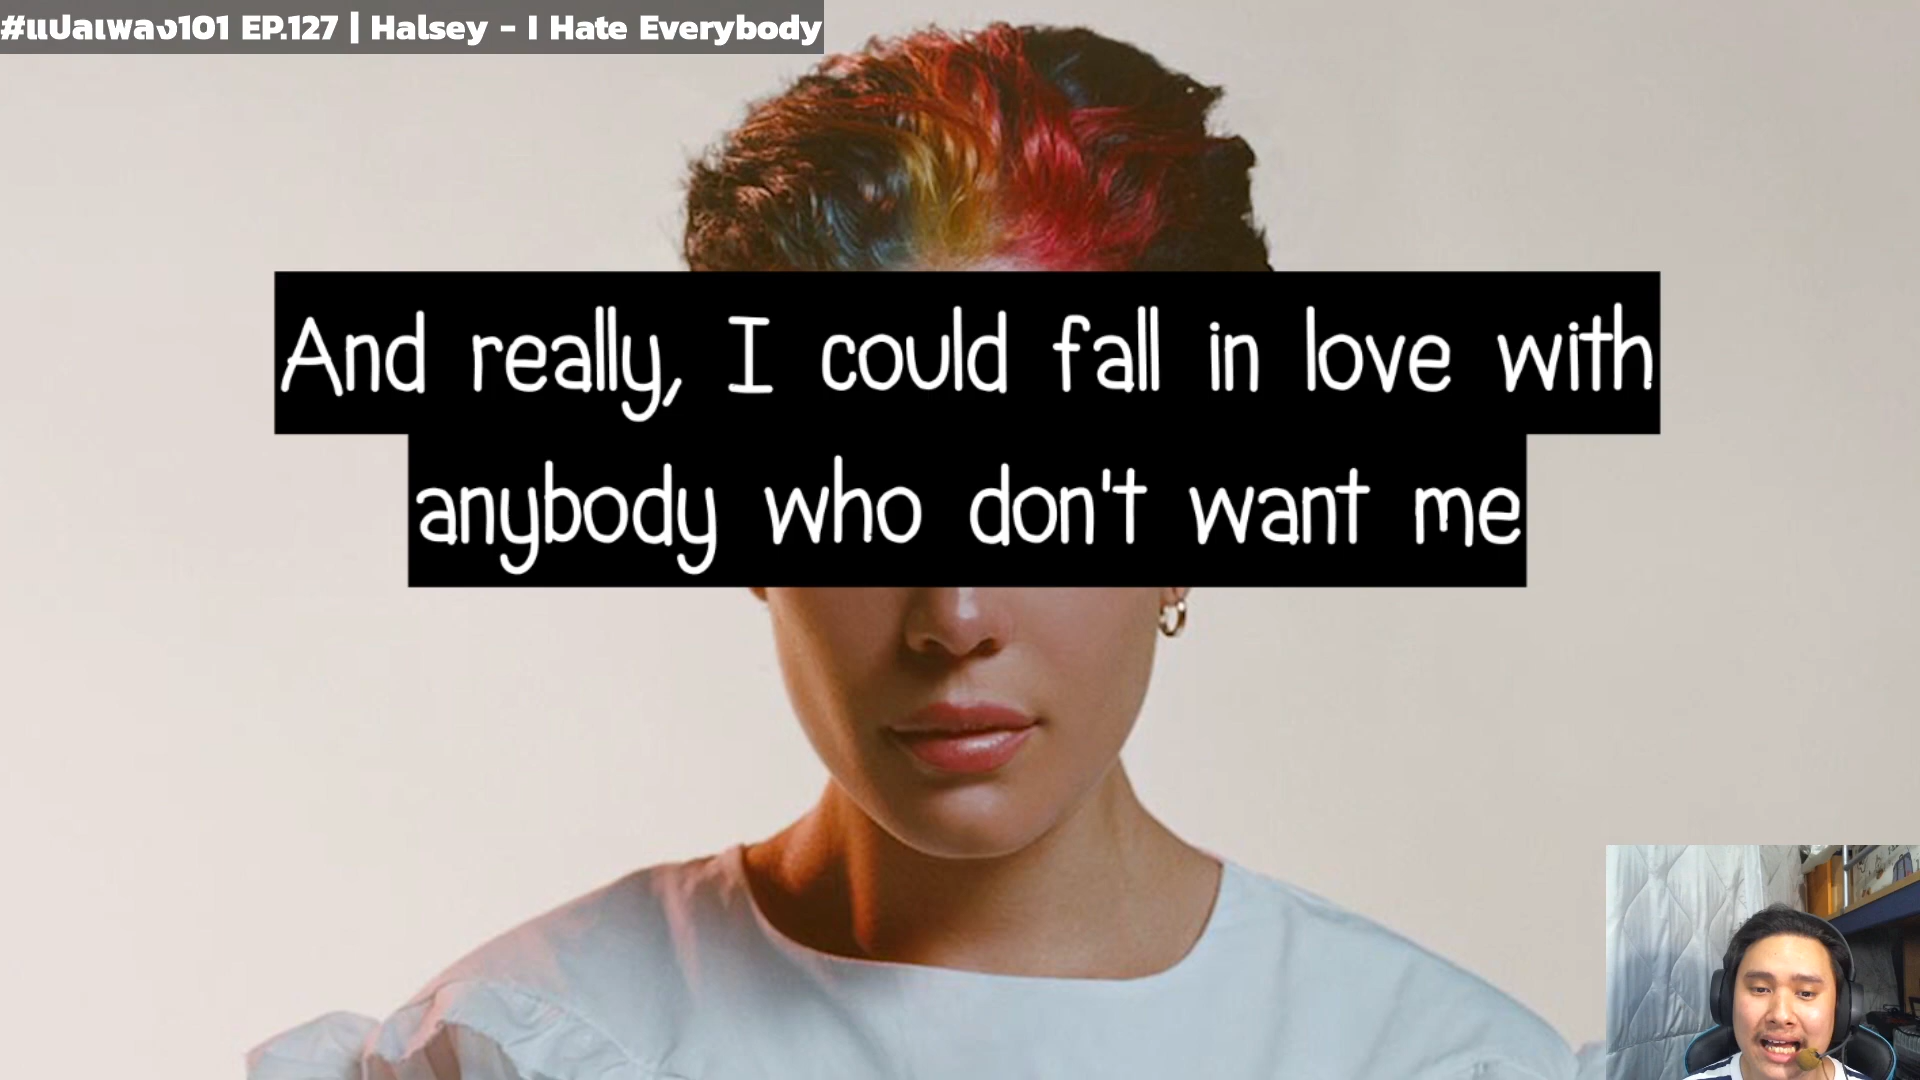 #แปลเพลง101 EP.127 | Halsey - I Hate Everybody
And really, I could fall in love with
anybody who don't want me